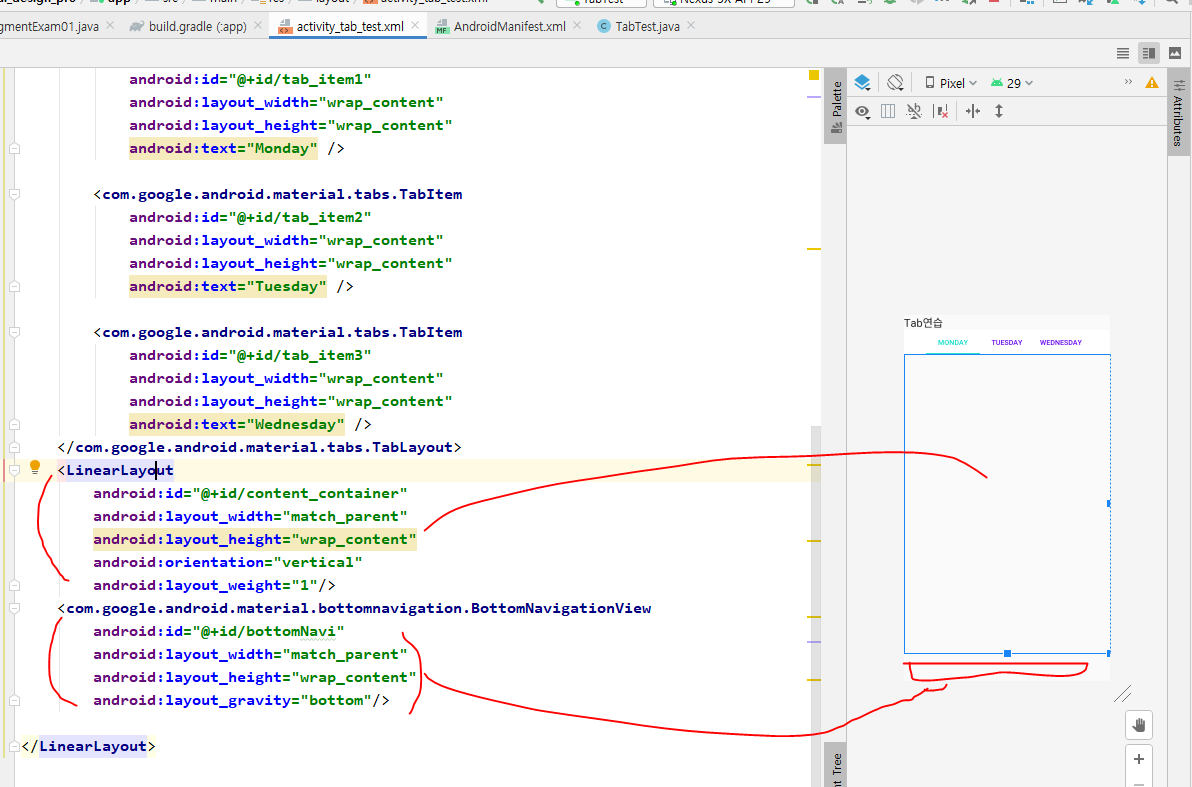 gmentExam01.java
build.gradle (:app)
activity_tab_test.xml
AndroidManifest.xml
TabTest.java
android:id="@+id/tab_item1"
android:layout_width="wrap_content"
android:layout_height="wrap_content"
android:text="Monday" />
<com.google.android.material.tabs.TabItem
android:id="@+id/tab_item2"
android:layout_width="wrap_content"
android:layout_height="wrap_content"
android:text="Tuesday" />
<com.google.android.material.tabs.TabItem
android:id="@+id/tab_item3"
android:layout_width="wrap_content"
android:layout_height="wrap_content"
android:text="Wednesday" />
</com.google.android.material.tabs.TabLayout>
<LinearLayout
android:id="@+id/content_container"
android:layout_width="match_parent"
android:layout_height="wrap_content"
android:orientation="vertical"
android:layout_weight="1"/>
<com.google.android.material.bottomnavigation.BottomNavigationView
android:id="@+id/bottomNavi"
android:layout_width="match_parent"
android:layout_height="wrap_content"
android:layout_gravity="bottom"/>
</LinearLayout>
Palette
Pixel
29
Attributes
Tab연습
MONDAY
TUESDAY
WEDNESDAY
nt Tree